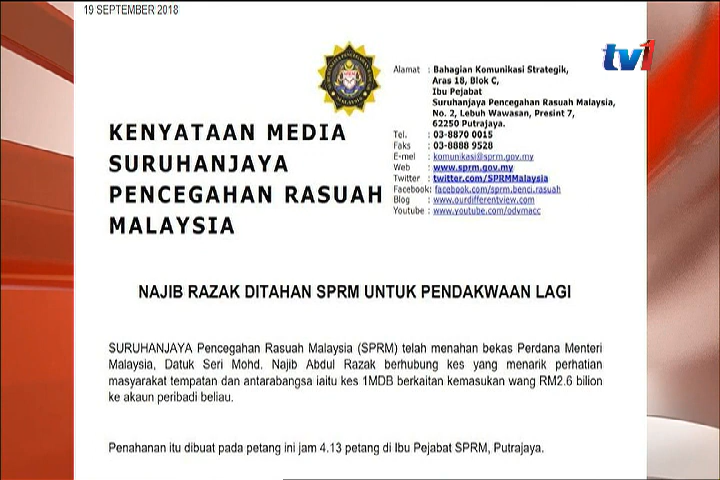 19 SEPTEMBER 2018
tv1
Alamat : Bahagian Komunikasi Strategik,
Aras 18, Blok C,
Ibu Pejabat
Suruhanjaya Pencegahan Rasuah Malaysia,
No. 2, Lebuh Wawasan, Presint 7,
62250 Putrajaya.
Tel. : 03-8870 0015
Faks : 03-8888 9528
E-mel : komunikasi@sprm.gov.my
Web : www.sprm.gov.my
Twitter : twitter.com/SPRMMalaysia
Facebook: facebook.com/sprm.benci.rasuah
Blog : www.ourdifferentview.com
Youtube : www.youtube.com/odvmacc
KENYATAAN MEDIA
SURUHANJAYA
PENCEGAHAN RASUAH
MALAYSIA
NAJIB RAZAK DITAHAN SPRM UNTUK PENDAKWAAN LAGI
SURUHANJAYA Pencegahan Rasuah Malaysia (SPRM) telah menahan bekas Perdana Menteri
Malaysia, Datuk Seri Mohd. Najib Abdul Razak berhubung kes yang menarik perhatian
masyarakat tempatan dan antarabangsa iaitu kes 1MDB berkaitan kemasukan wang RM2.6 bilion
ke akaun peribadi beliau.
Penahanan itu dibuat pada petang ini jam 4.13 petang di Ibu Pejabat SPRM, Putrajaya.